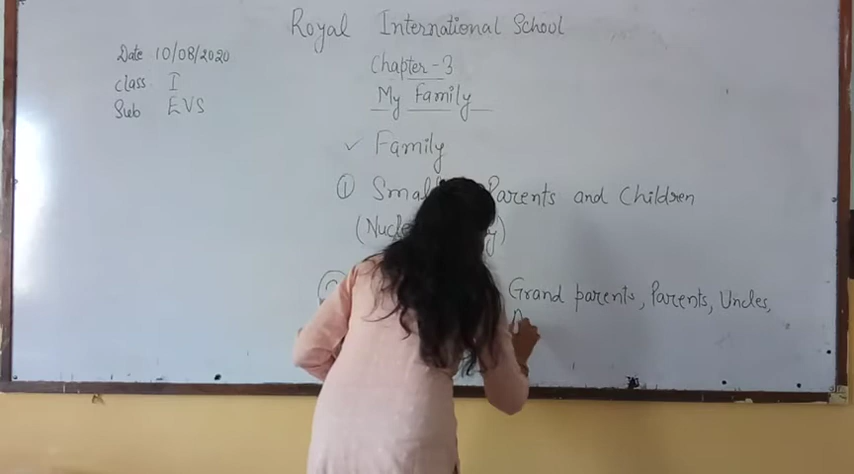 Royal International School
Date 10/08/2020
Class I
Sub EVS
Chapter-3
My Family
✓ Family
① Small Parents and Children
(Nuclear
Grand parents, Parents, Uncles,